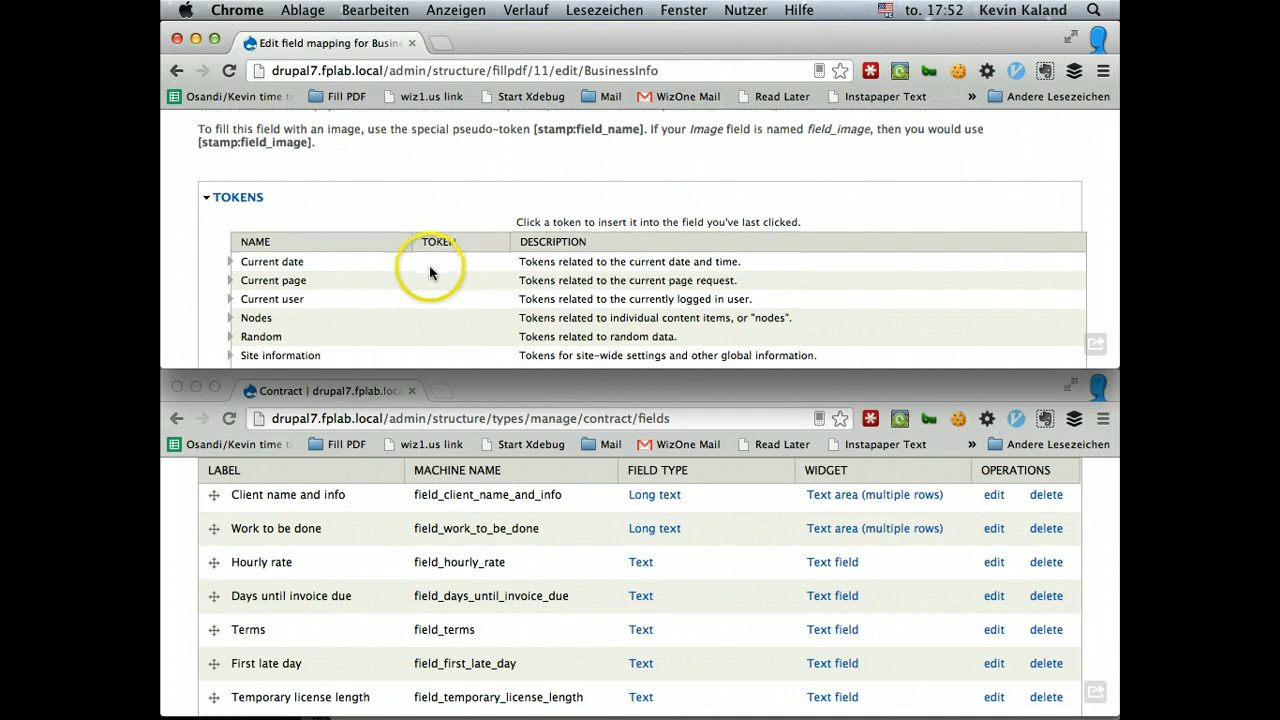 Chrome Ablage Bearbeiten Anzeigen Verlauf Lesezeichen Fenster Nutzer Hilfe to. 17:52 Kevin Kaland
Edit field mapping for Busin
drupal7.fplab.local/admin/structure/fillpdf/11/edit/BusinessInfo
Osandi/Kevin time t Fill PDF wiz1.us link Start Xdebug Mail WizOne Mail Read Later Instapaper Text » Andere Lesezeichen
To fill this field with an image, use the special pseudo-token [stamp:field_name]. If your Image field is named field_image, then you would use
[stamp:field_image].
TOKENS
Click a token to insert it into the field you've last clicked.
NAME TOKEN DESCRIPTION
Current date Tokens related to the current date and time.
Current page Tokens related to the current page request.
Current user Tokens related to the currently logged in user.
Nodes Tokens related to individual content items, or "nodes".
Random Tokens related to random data.
Site information Tokens for site-wide settings and other global information.
Contract | drupal7.fplab.loca
drupal7.fplab.local/admin/structure/types/manage/contract/fields
Osandi/Kevin time t Fill PDF wiz1.us link Start Xdebug Mail WizOne Mail Read Later Instapaper Text » Andere Lesezeichen
LABEL MACHINE NAME FIELD TYPE WIDGET OPERATIONS
Client name and info field_client_name_and_info Long text Text area (multiple rows) edit delete
Work to be done field_work_to_be_done Long text Text area (multiple rows) edit delete
Hourly rate field_hourly_rate Text Text field edit delete
Days until invoice due field_days_until_invoice_due Text Text field edit delete
Terms field_terms Text Text field edit delete
First late day field_first_late_day Text Text field edit delete
Temporary license length field_temporary_license_length Text Text field edit delete